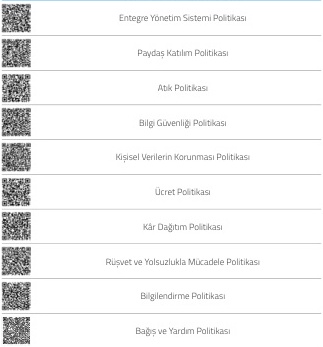 Entegre Yönetim Sistemi Politikası
Paydaş Katılım Politikası
Atık Politikası
Bilgi Güvenliği Politikası
Kişisel Verilerin Korunması Politikası
Ücret Politikası
Kâr Dağıtım Politikası
Rüşvet ve Yolsuzlukla Mücadele Politikası
Bilgilendirme Politikası
Bağış ve Yardım Politikası